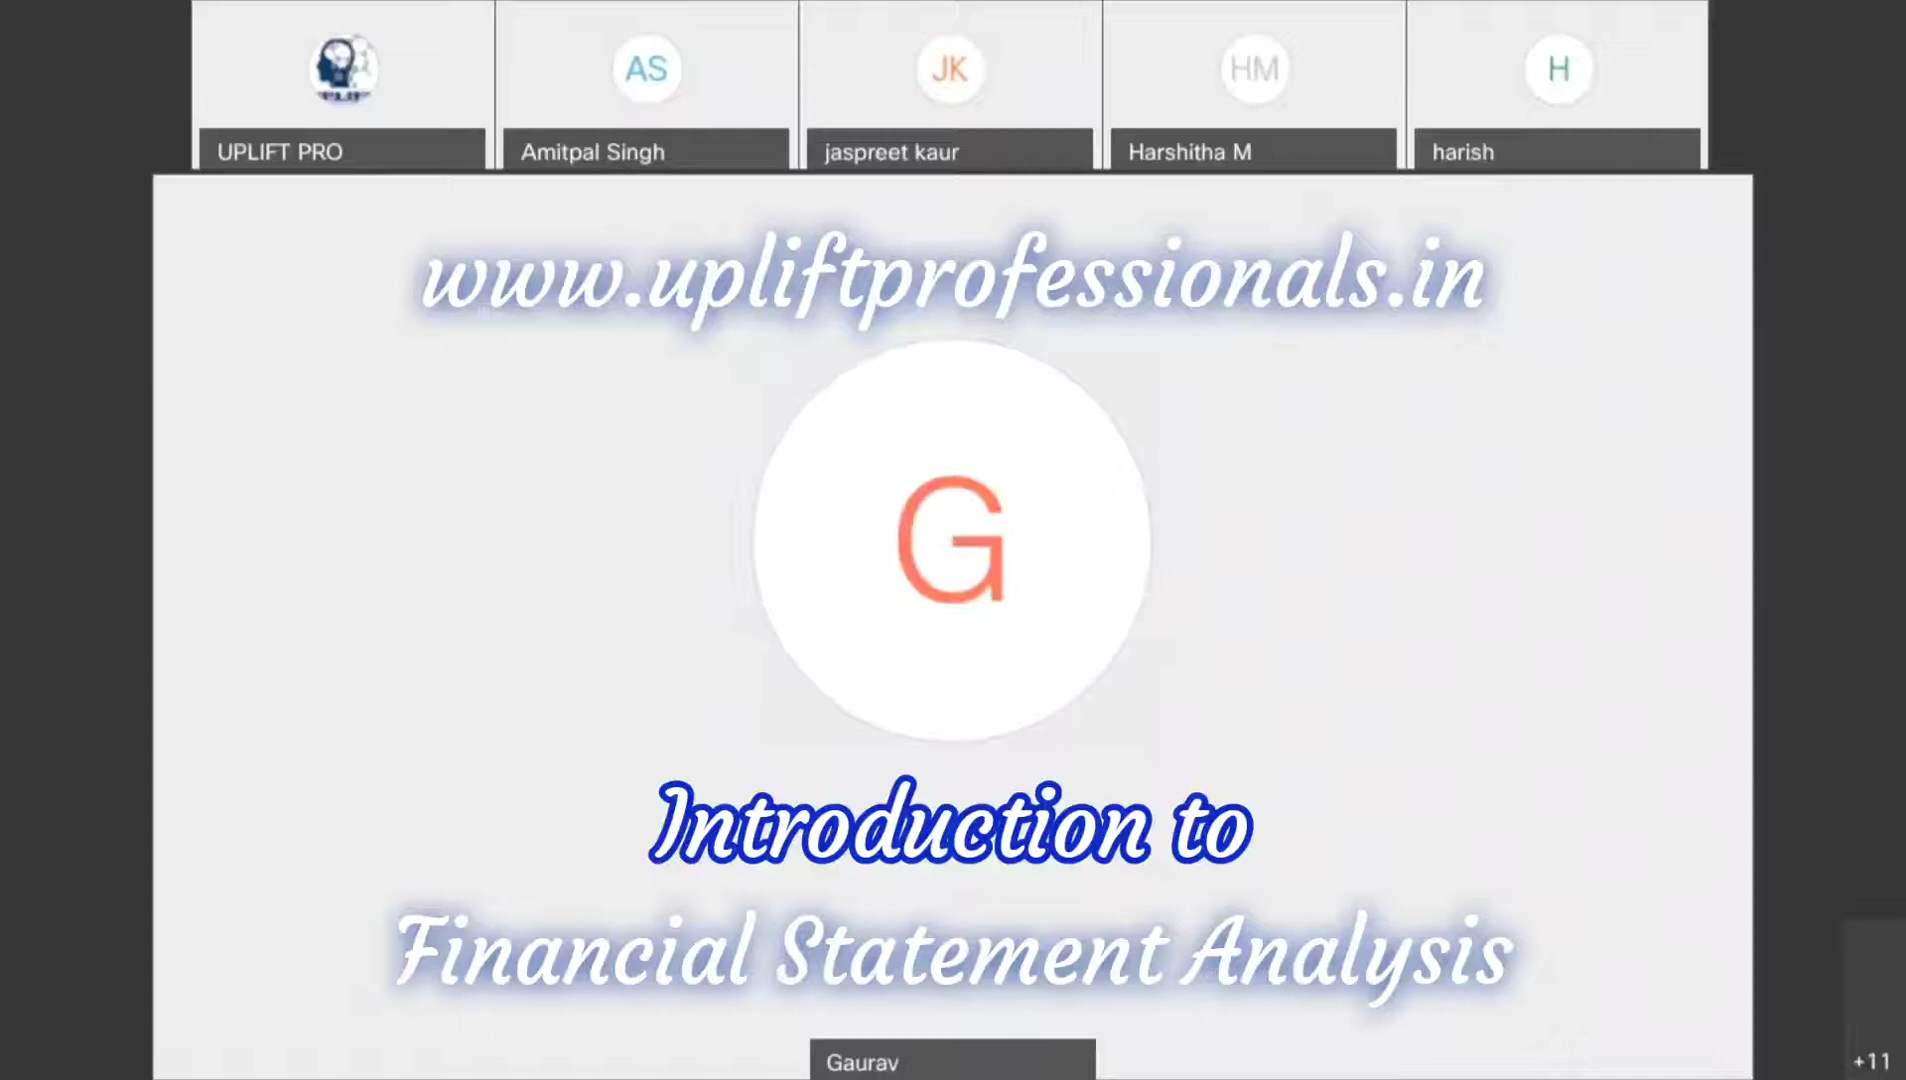 AS
JK
HM
H
UPLIFT PRO
Amitpal Singh
jaspreet kaur
Harshitha M
harish
www.upliftprofessionals.in
G
Introduction to
Financial Statement Analysis
Gaurav
+11